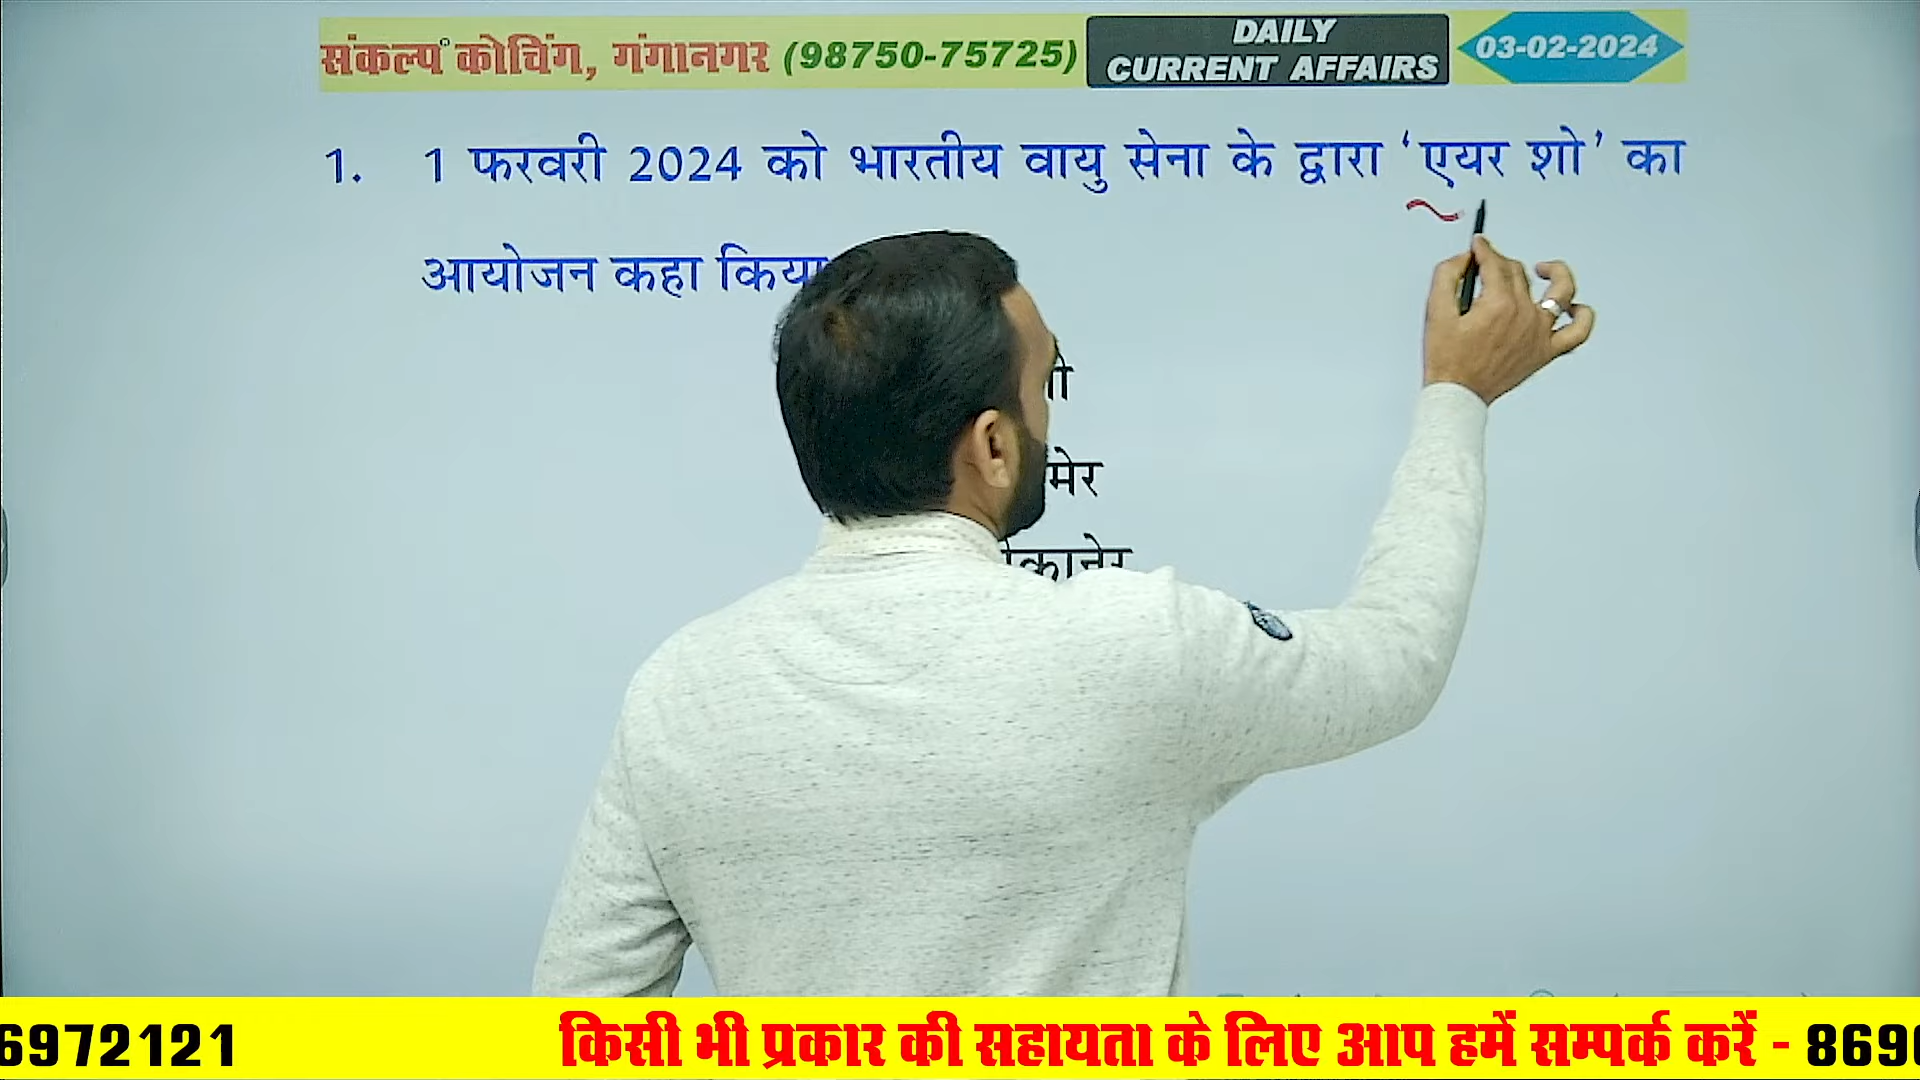 संकल्प कोचिंग, गंगानगर (98750-75725)
DAILY
CURRENT AFFAIRS
03-02-2024
1. 1 फरवरी 2024 को भारतीय वायु सेना के द्वारा ‘एयर शो’ का
आयोजन कहा किया
6972121 किसी भी प्रकार की सहायता के लिए आप हमें सम्पर्क करें - 869